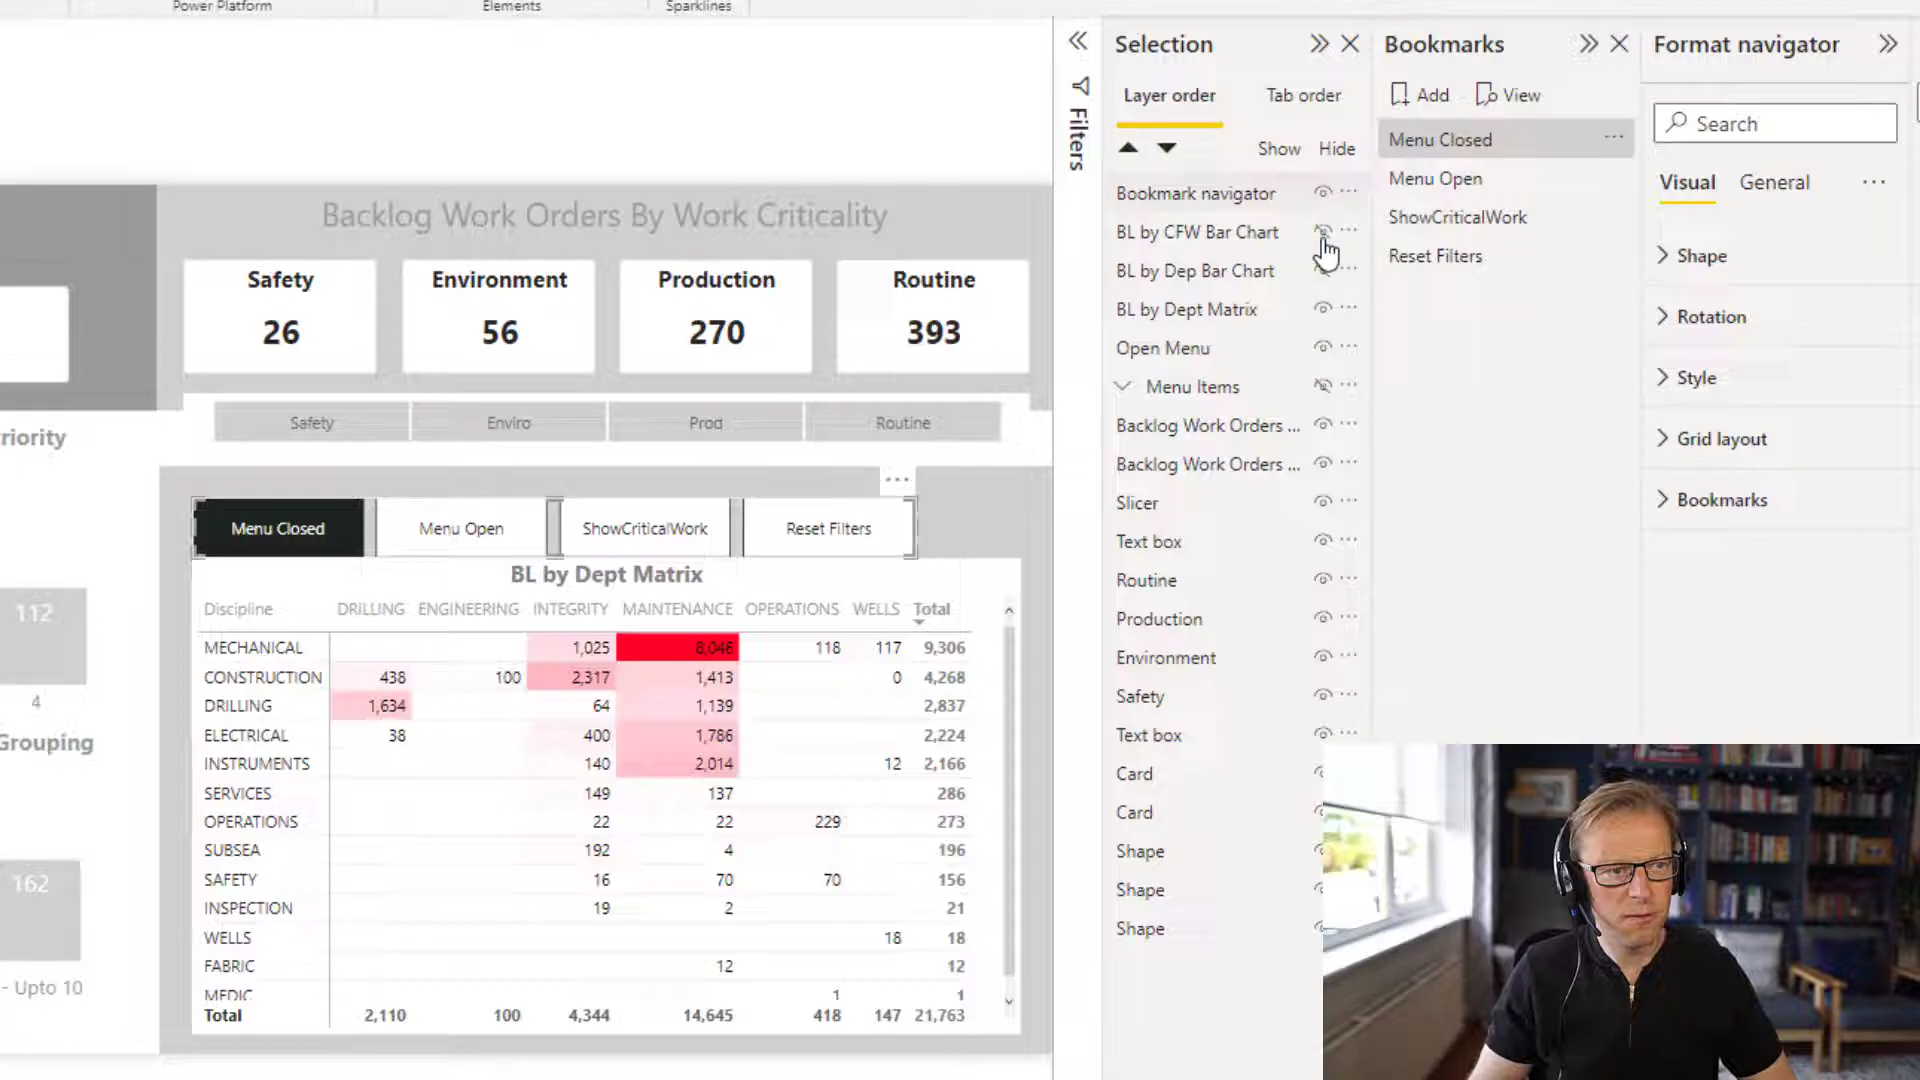 Power Platform
Elements
Sparklines
Filters
Selection
Layer order
Tab order
Show
Hide
Bookmark navigator
BL by CFW Bar Chart
BL by Dep Bar Chart
BL by Dept Matrix
Open Menu
Menu Items
Backlog Work Orders ...
Backlog Work Orders ...
Slicer
Text box
Routine
Production
Environment
Safety
Text box
Card
Card
Shape
Shape
Shape
Bookmarks
Add
View
Menu Closed
Menu Open
ShowCriticalWork
Reset Filters
Format navigator
Search
Visual
General
Shape
Rotation
Style
Grid layout
Bookmarks
Backlog Work Orders By Work Criticality
Safety
Environment
Production
Routine
26
56
270
393
Safety
Enviro
Prod
Routine
riority
112
4
Grouping
162
- Upto 10
Menu Closed
Menu Open
ShowCriticalWork
Reset Filters
BL by Dept Matrix
Discipline DRILLING ENGINEERING INTEGRITY MAINTENANCE OPERATIONS WELLS Total
MECHANICAL 1,025 8,046 118 117 9,306
CONSTRUCTION 438 100 2,317 1,413 0 4,268
DRILLING 1,634 64 1,139 2,837
ELECTRICAL 38 400 1,786 2,224
INSTRUMENTS 140 2,014 12 2,166
SERVICES 149 137 286
OPERATIONS 22 22 229 273
SUBSEA 192 4 196
SAFETY 16 70 70 156
INSPECTION 19 2 21
WELLS 18 18
FABRIC 12 12
MEDIC 1 1
Total 2,110 100 4,344 14,645 418 147 21,763